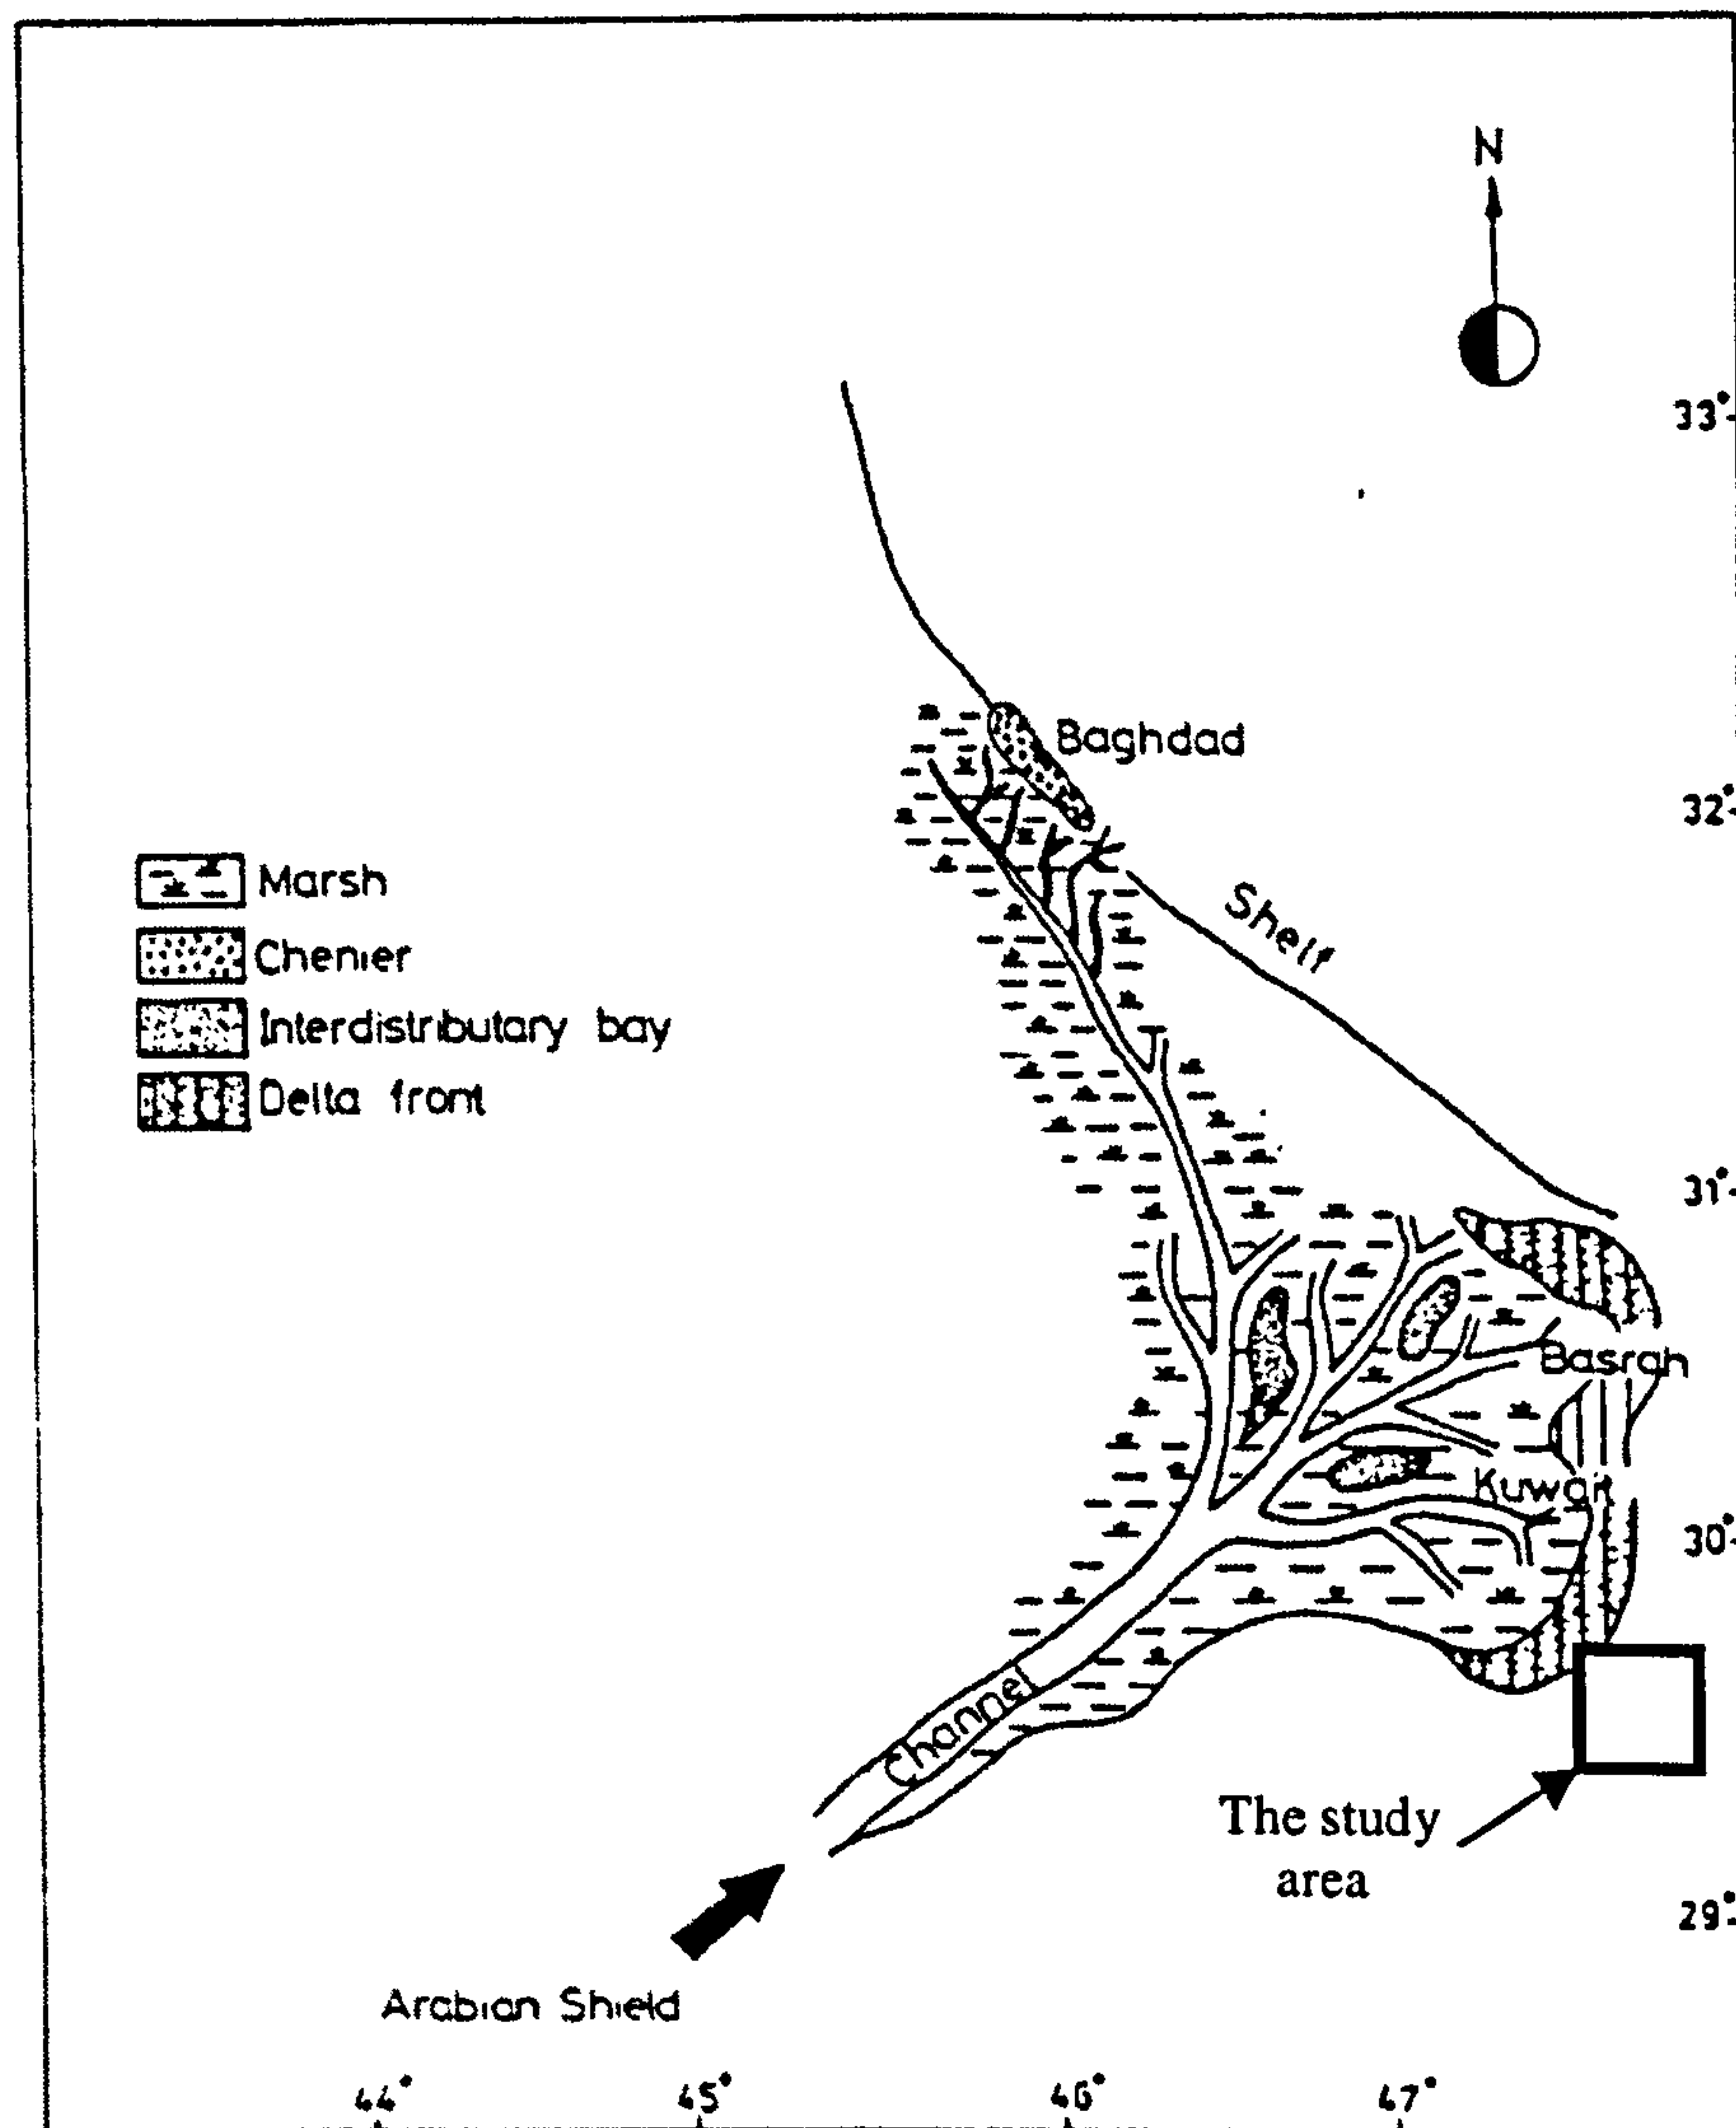 N
33°
Baghdad
32°
Marsh
Chenier
Interdistributary bay
Delta front
Shelf
31°
Basrah
Kuwait
30°
Channel
The study
area
29°
Arabian Shield
44°
45°
46°
47°